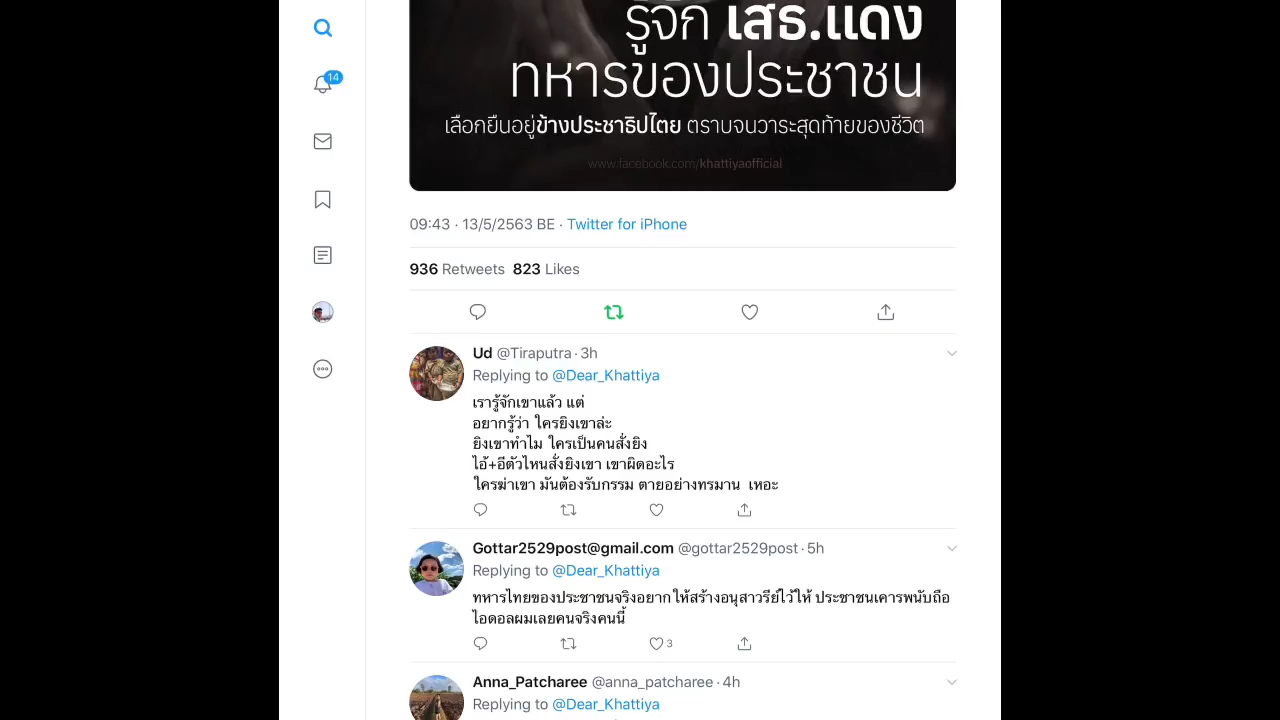 รู้จัก เสธ.แดง
ทหารของประชาชน
เลือกยืนอยู่ข้างประชาธิปไตย ตราบจนวาระสุดท้ายของชีวิต
www.facebook.com/khattiyaofficial
14
09:43 · 13/5/2563 BE · Twitter for iPhone
936 Retweets 823 Likes
Ud @Tiraputra · 3h
Replying to @Dear_Khattiya
เรารู้จักเขาแล้ว แต่
อยากรู้ว่า ใครยิงเขาล่ะ
ยิงเขาทำไม ใครเป็นคนสั่งยิง
ไอ้+อีตัวไหนสั่งยิงเขา เขาผิดอะไร
ใครฆ่าเขา มันต้องรับกรรม ตายอย่างทรมาน เหอะ
Gottar2529post@gmail.com @gottar2529post · 5h
Replying to @Dear_Khattiya
ทหารไทยของประชาชนจริงอยากให้สร้างอนุสาวรีย์ไว้ให้ ประชาชนเคารพนับถือ
ไอดอลผมเลยคนจริงคนนี้
3
Anna_Patcharee @anna_patcharee · 4h
Replying to @Dear_Khattiya